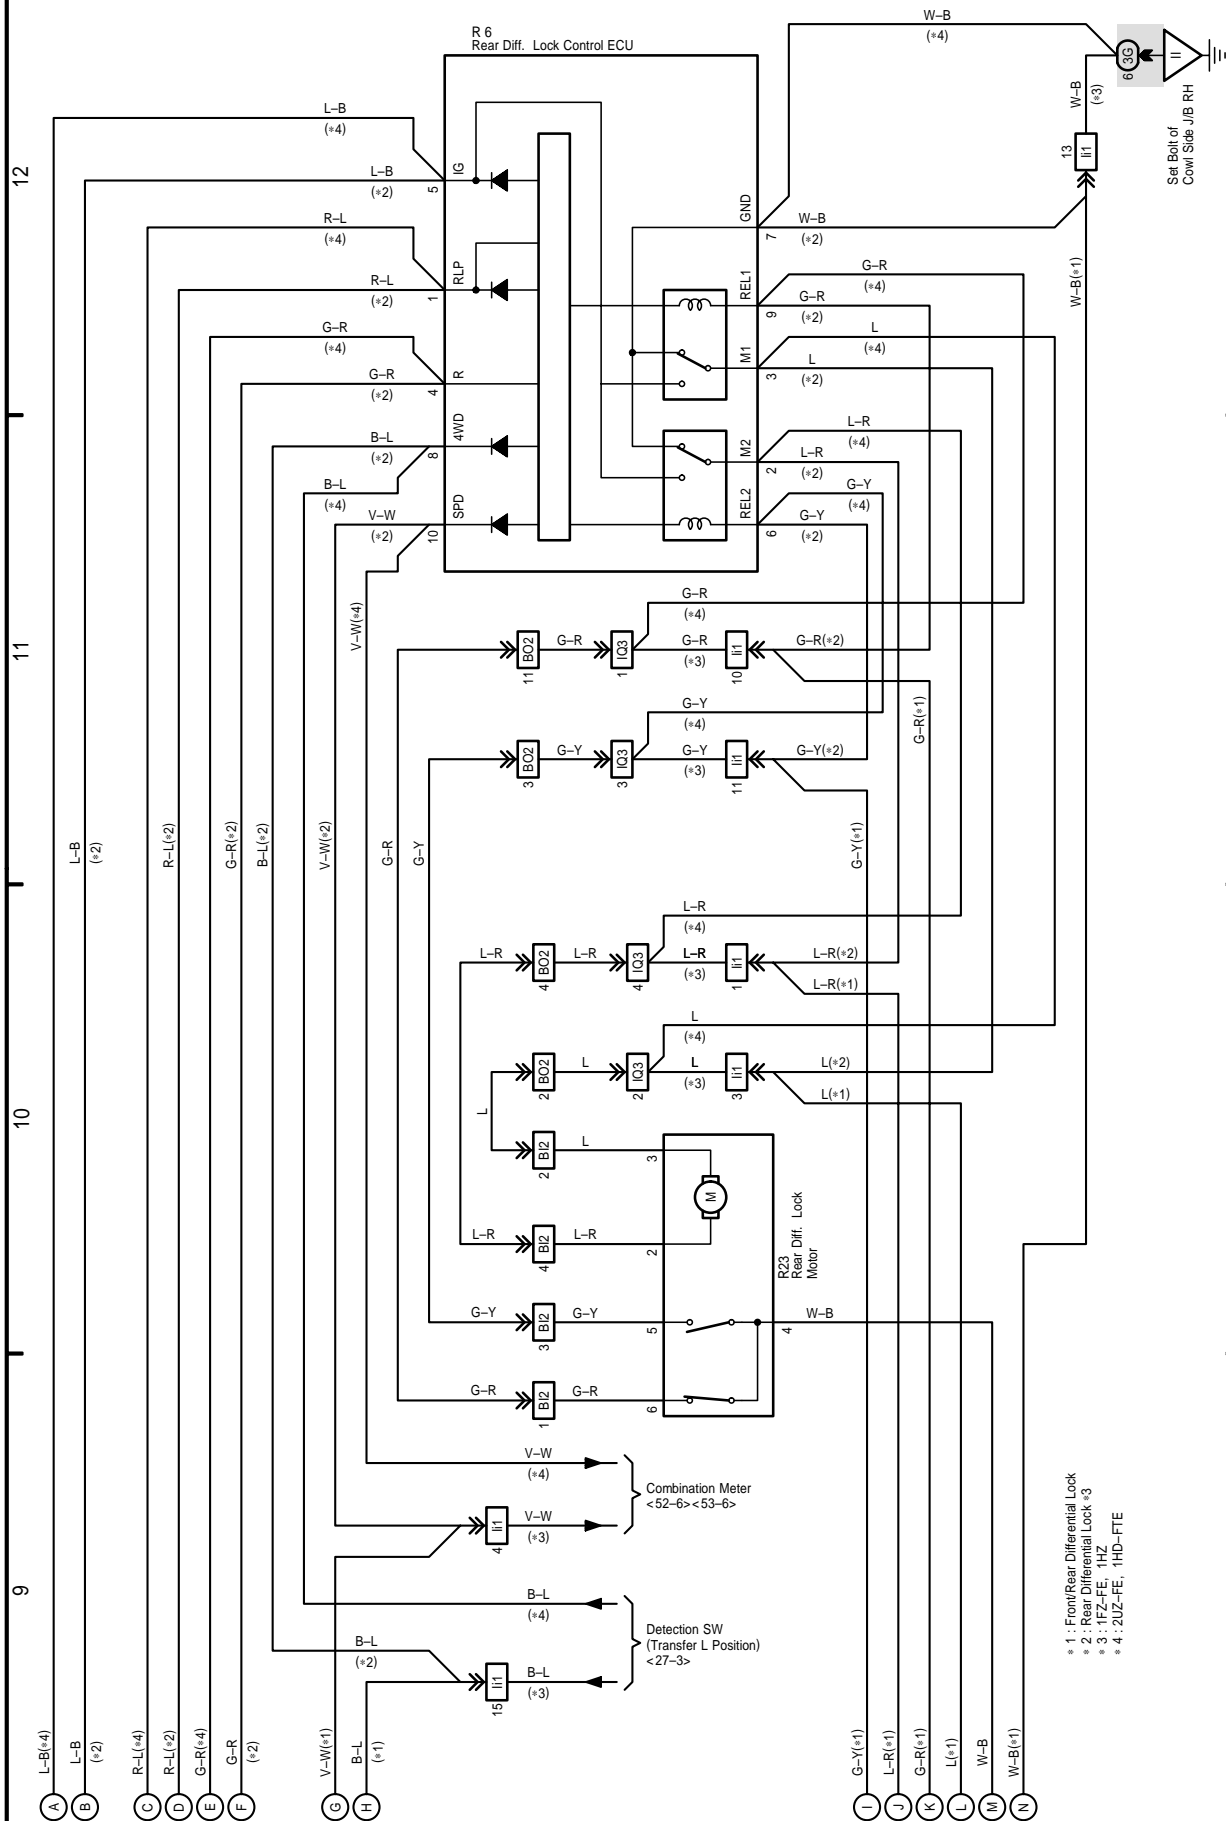 W–B
(*4)
R 6
Rear Diff. Lock Control ECU
6
3G
II
W–B
(*3)
L–B
(*4)
13
Ii1
Set Bolt of
Cowl Side J/B RH
12
L–B
(*2)
5
IG
GND
7
W–B
(*2)
R–L
(*4)
W–B(*1)
R–L
(*2)
1
RLP
REL1
9
G–R
(*4)
G–R
(*2)
G–R
(*4)
L
(*4)
G–R
(*2)
4
R
M1
3
L
(*2)
B–L
(*2)
8
4WD
L–R
(*4)
M2
2
L–R
(*2)
B–L
(*4)
G–Y
(*4)
V–W
(*2)
10
SPD
REL2
6
G–Y
(*2)
V–W(*4)
G–R
(*4)
11
BO2
11
G–R
IQ3
1
G–R
(*3)
Ii1
10
G–R(*2)
G–R(*1)
G–Y
(*4)
BO2
3
G–Y
IQ3
3
G–Y
(*3)
Ii1
11
G–Y(*2)
L–B
(*2)
R–L(*2)
G–R(*2)
B–L(*2)
V–W(*2)
G–R
G–Y
G–Y(*1)
L–R
(*4)
L–R
BO2
4
L–R
IQ3
4
L–R
(*3)
Ii1
1
L–R(*2)
L–R(*1)
L
(*4)
BO2
2
L
IQ3
2
L
(*3)
Ii1
3
L(*2)
L(*1)
10
L
BI2
2
L
3
M
L–R
BI2
4
L–R
2
R23
Rear Diff. Lock
Motor
G–Y
BI2
3
G–Y
5
4
W–B
G–R
BI2
1
G–R
6
V–W
(*4)
Combination Meter
<52–6><53–6>
Ii1
4
V–W
(*3)
9
B–L
(*4)
Detection SW
(Transfer L Position)
<27–3>
B–L
(*2)
Ii1
15
B–L
(*3)
* 1 : Front/Rear Differential Lock
* 2 : Rear Differential Lock *3
* 3 : 1FZ–FE, 1HZ
* 4 : 2UZ–FE, 1HD–FTE
L–B(*4)
L–B
(*2)
R–L(*4)
R–L(*2)
G–R(*4)
G–R
(*2)
V–W(*1)
B–L
(*1)
G–Y(*1)
L–R(*1)
G–R(*1)
L(*1)
W–B
W–B(*1)
A
B
C
D
E
F
G
H
I
J
K
L
M
N